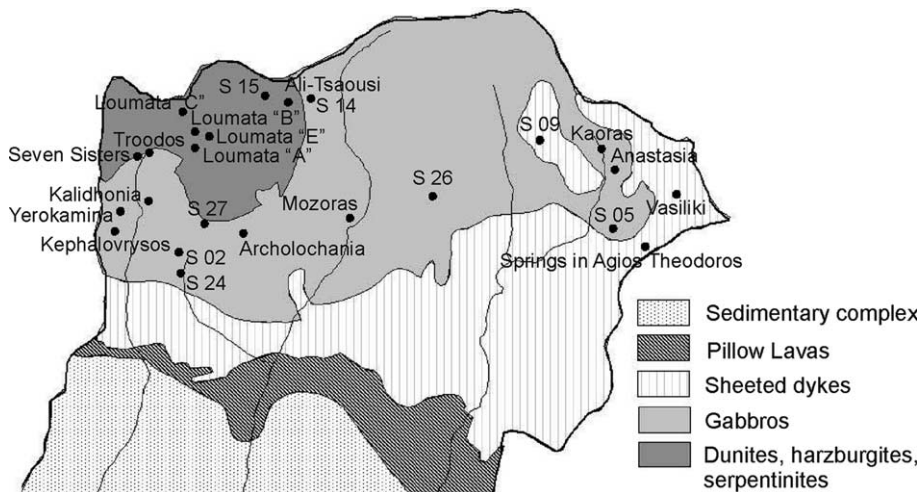 S 15
Ali-Tsaousi
Loumata “C”
S 14
Loumata “B”
S 09
Troodos
Loumata “E”
Kaoras
Seven Sisters
Loumata “A”
Anastasia
S 26
Kalidhonia
Mozoras
Vasiliki
Yerokamina
S 27
S 05
Kephalovrysos
S 02
Archolochania
Springs in Agios Theodoros
S 24
Sedimentary complex
Pillow Lavas
Sheeted dykes
Gabbros
Dunites, harzburgites,
serpentinites